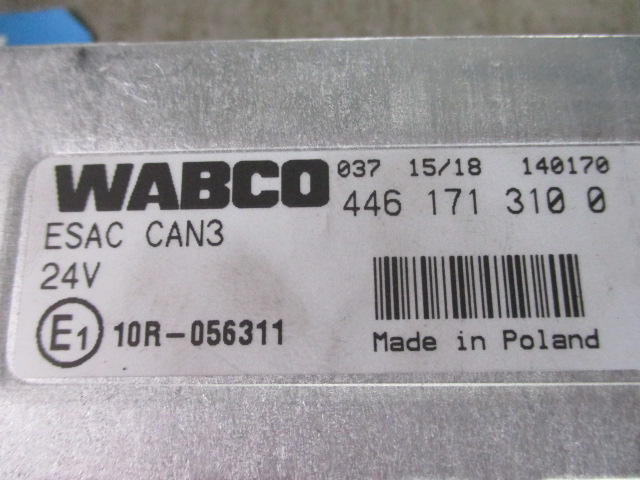 WABCO 037 15/18 140170
446 171 310 0
ESAC CAN3
24V
E1 10R-056311
Made in Poland